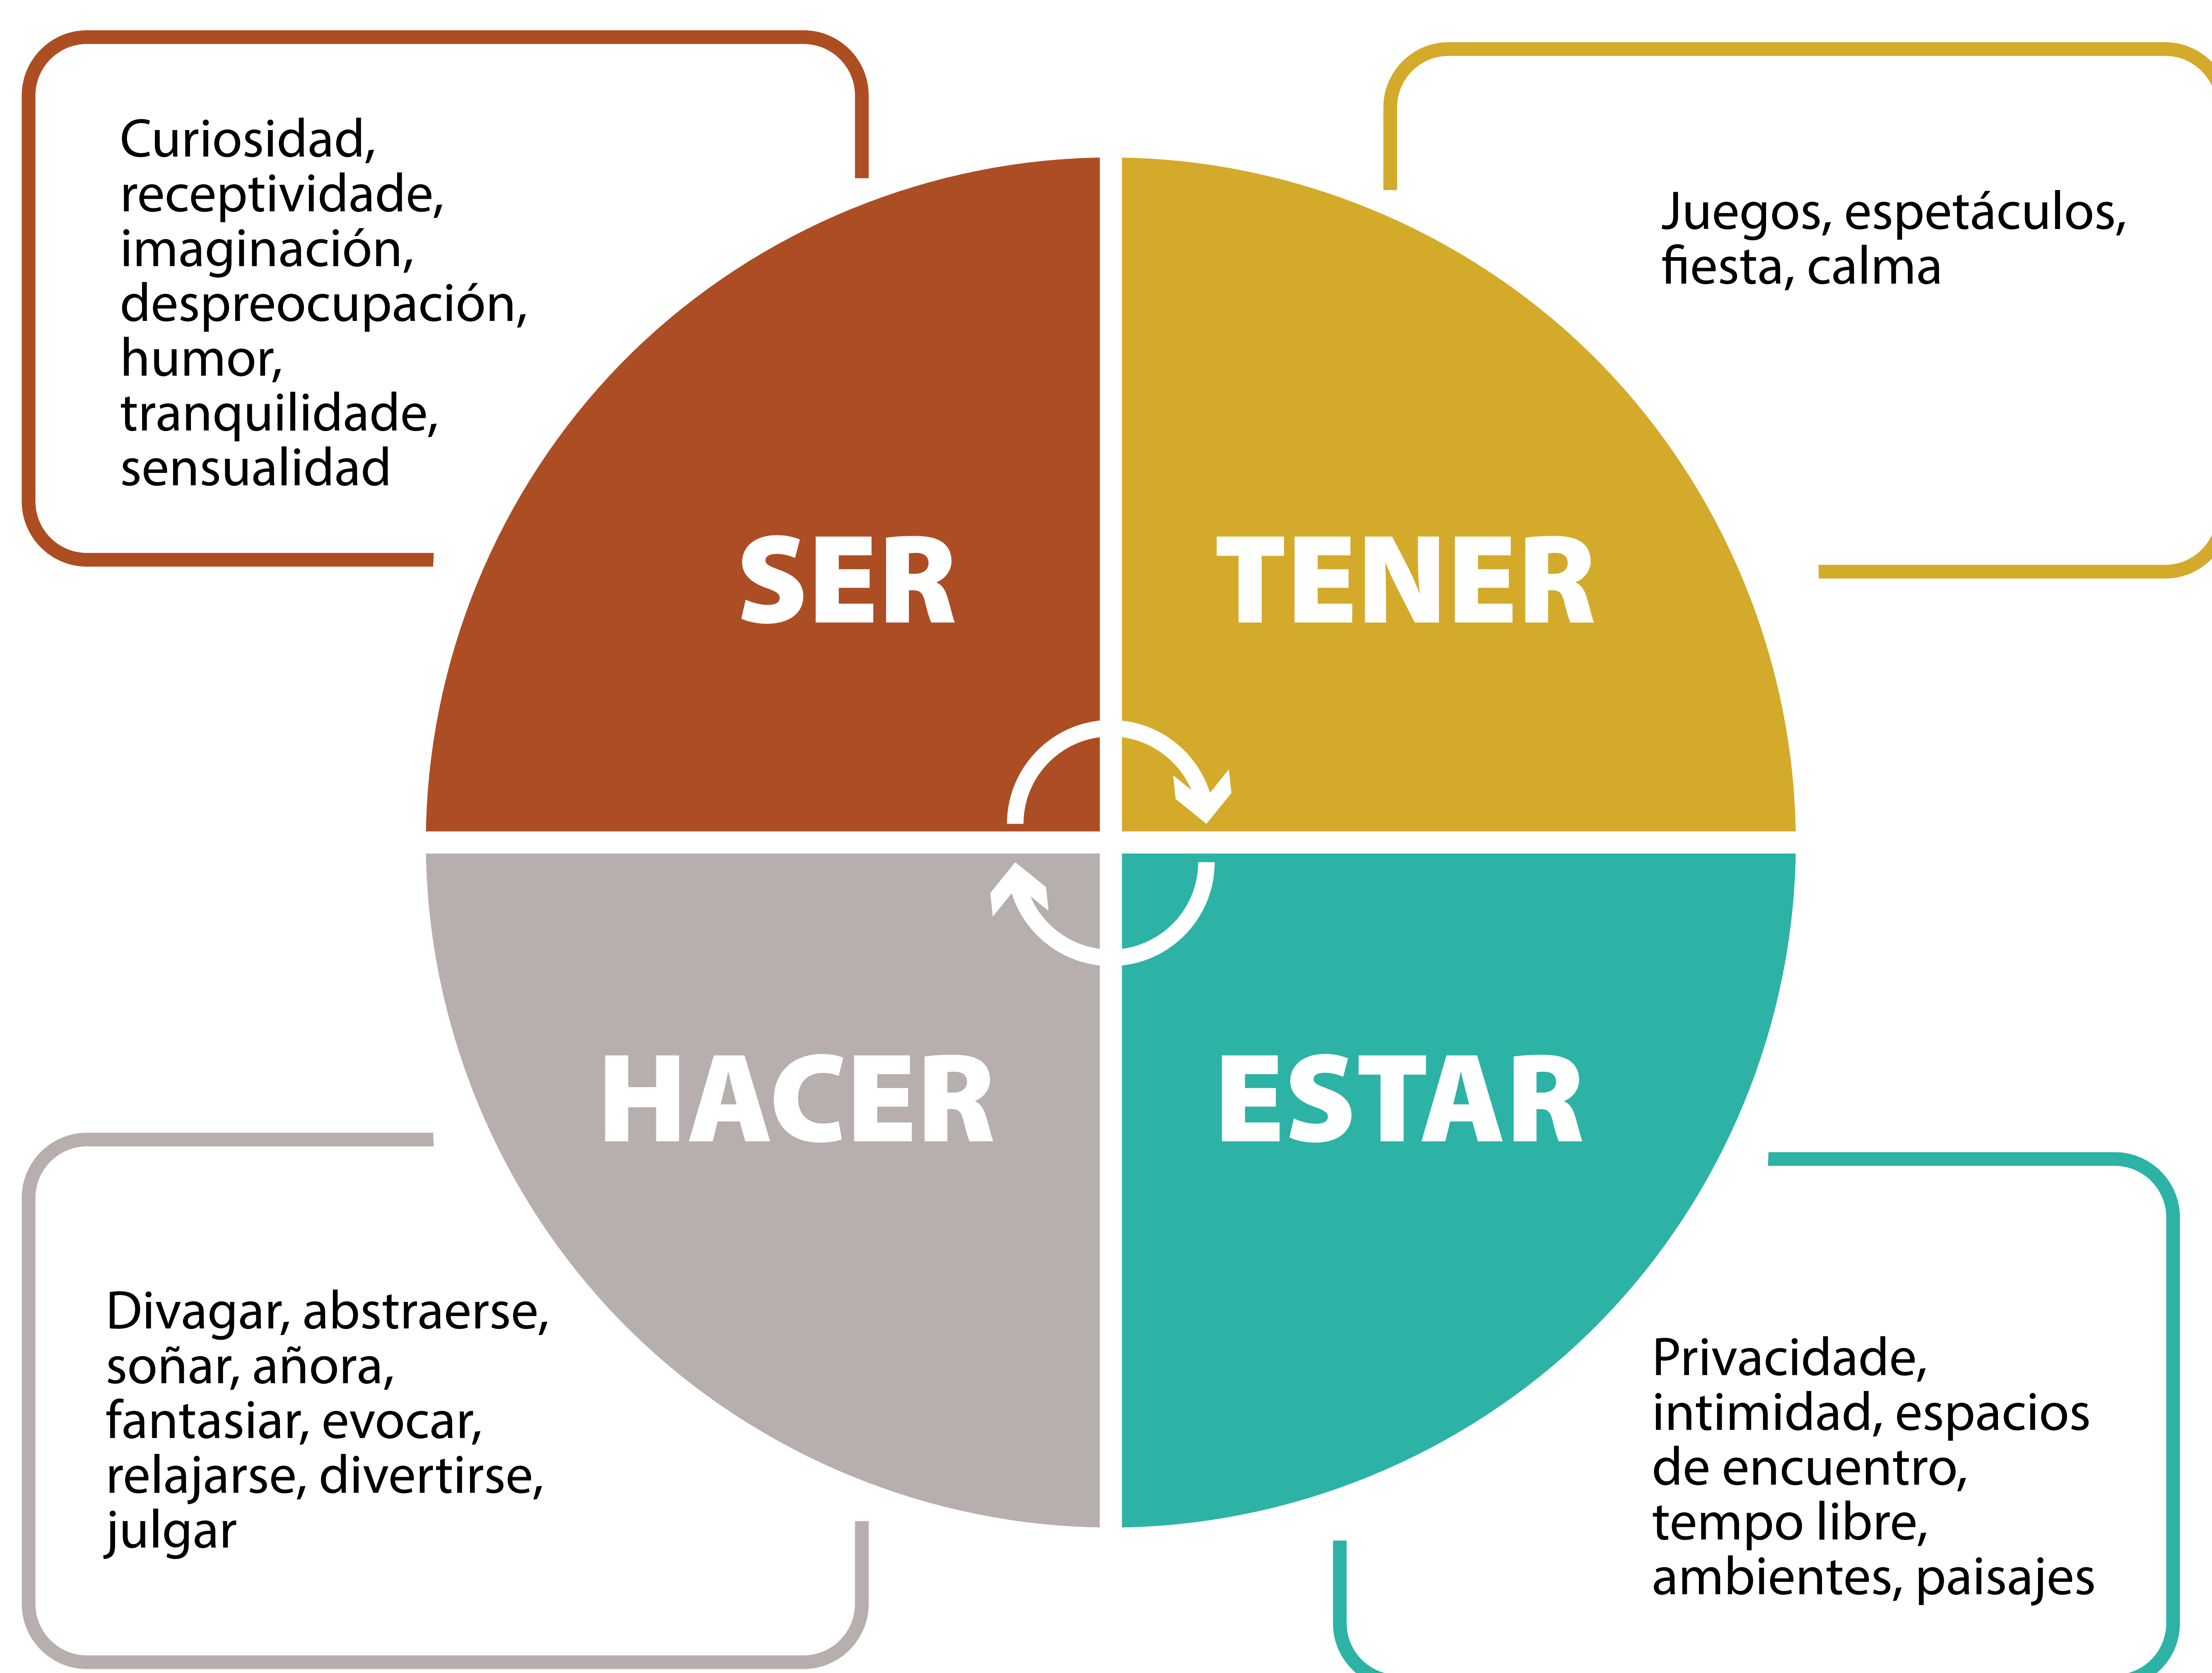 Curiosidad,
receptividade,
imaginación,
despreocupación,
humor,
tranquilidade,
sensualidad
Juegos, espetáculos,
fiesta, calma
SER
TENER
HACER
ESTAR
Divagar, abstraerse,
soñar, añora,
fantasiar, evocar,
relajarse, divertirse,
julgar
Privacidade,
intimidad, espacios
de encuentro,
tempo libre,
ambientes, paisajes